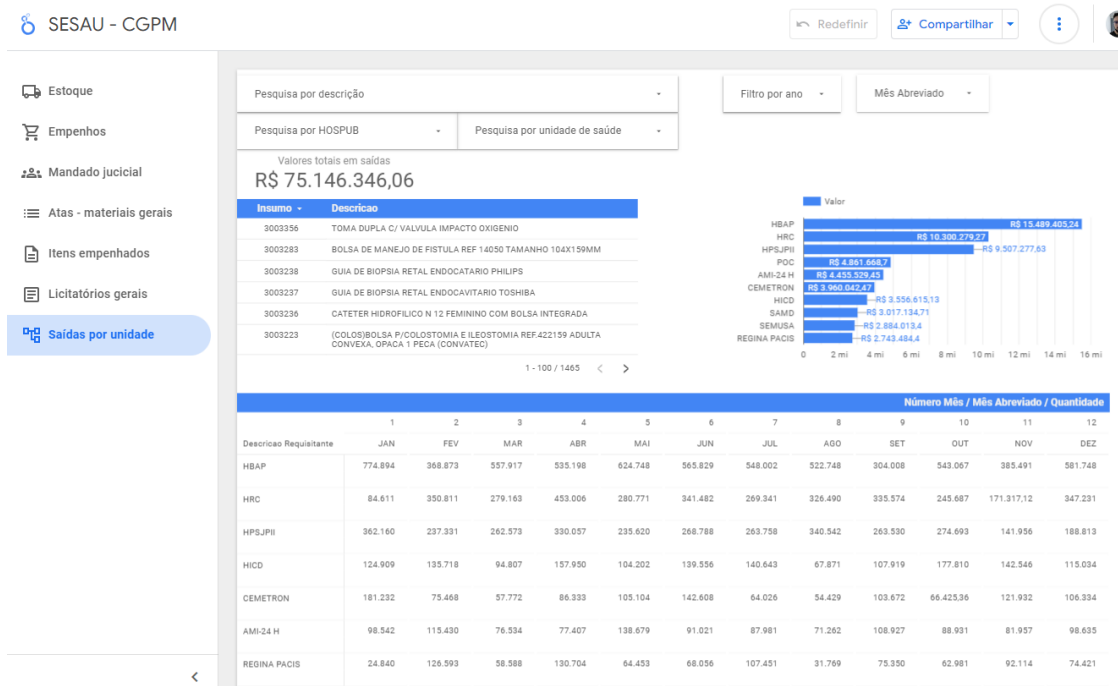 SESAU - CGPM
Redefinir
Compartilhar
Estoque
Empenhos
Mandado jucicial
Atas - materiais gerais
Itens empenhados
Licitatórios gerais
Saídas por unidade
Pesquisa por descrição
Filtro por ano
Mês Abreviado
Pesquisa por HOSPUB
Pesquisa por unidade de saúde
Valores totais em saídas
R$ 75.146.346,06
Insumo Descricao
3003356 TOMA DUPLA C/ VALVULA IMPACTO OXIGENIO
3003283 BOLSA DE MANEJO DE FISTULA REF 14050 TAMANHO 104X159MM
3003238 GUIA DE BIOPSIA RETAL ENDOCATARIO PHILIPS
3003237 GUIA DE BIOPSIA RETAL ENDOCAVITARIO TOSHIBA
3003236 CATETER HIDROFILICO N 12 FEMININO COM BOLSA INTEGRADA
3003223 (COLOS)BOLSA P/COLOSTOMIA E ILEOSTOMIA REF.422159 ADULTA
CONVEXA, OPACA 1 PECA (CONVATEC)
1 - 100 / 1465
Valor
HBAP R$ 15.489.405,24
HRC R$ 10.300.279,27
HPSJPII R$ 9.507.277,63
POC R$ 4.861.668,7
AMI-24 H R$ 4.455.529,45
CEMETRON R$ 3.960.042,47
HICD R$ 3.556.615,13
SAMD R$ 3.017.134,71
SEMUSA R$ 2.884.013,4
REGINA PACIS R$ 2.743.484,4
0 2 mi 4 mi 6 mi 8 mi 10 mi 12 mi 14 mi 16 mi
Número Mês / Mês Abreviado / Quantidade
1 2 3 4 5 6 7 8 9 10 11 12
Descricao Requisitante JAN FEV MAR ABR MAI JUN JUL AGO SET OUT NOV DEZ
HBAP 774.894 368.873 557.917 535.198 624.748 565.829 548.002 522.748 304.008 543.067 385.491 581.748
HRC 84.611 350.811 279.163 453.006 280.771 341.482 269.341 326.490 335.574 245.687 171.317,12 347.231
HPSJPII 362.160 237.331 262.573 330.057 235.620 268.788 263.758 340.542 263.530 274.693 141.956 188.813
HICD 124.909 135.718 94.807 157.950 104.202 139.556 140.643 67.871 107.919 177.810 142.546 115.034
CEMETRON 181.232 75.468 57.772 86.333 105.104 142.608 64.026 54.429 103.672 66.425,36 121.932 106.334
AMI-24 H 98.542 115.430 76.534 77.407 138.679 91.021 87.981 71.262 108.927 88.931 81.957 98.635
REGINA PACIS 24.840 126.593 58.588 130.704 64.453 68.056 107.451 31.769 75.350 62.981 92.114 74.421